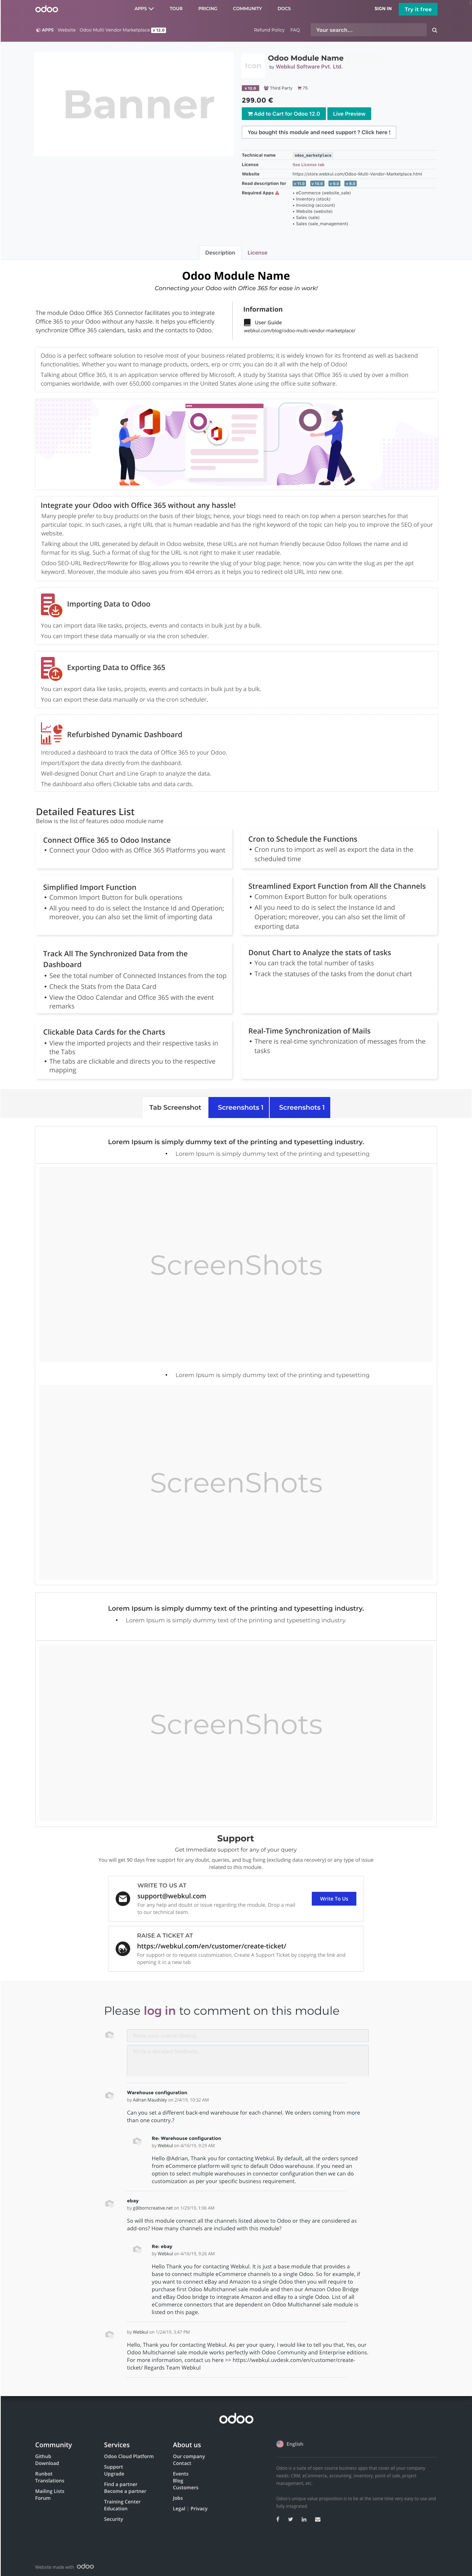 odoo
APPS TOUR PRICING COMMUNITY DOCS
SIGN IN Try it free
APPS Website Odoo Multi Vendor Marketplace v 12.0
Refund Policy FAQ Your search...
Banner
Icon
Odoo Module Name
by Webkul Software Pvt. Ltd.
v 12.0 Third Party 75
299.00 €
Add to Cart for Odoo 12.0 Live Preview
You bought this module and need support ? Click here !
Technical name odoo_marketplace
License See License tab
Website https://store.webkul.com/Odoo-Multi-Vendor-Marketplace.html
Read description for v 11.0 v 10.0 v 9.0 v 8.0
Required Apps
• eCommerce (website_sale)
• Inventory (stock)
• Invoicing (account)
• Website (website)
• Sales (sale)
• Sales (sale_management)
Description License
Odoo Module Name
Connecting your Odoo with Office 365 for ease in work!
The module Odoo Office 365 Connector facilitates you to integrate
Office 365 to your Odoo without any hassle. It helps you efficiently
synchronize Office 365 calendars, tasks and the contacts to Odoo.
Information
User Guide
webkul.com/blog/odoo-multi-vendor-marketplace/
Odoo is a perfect software solution to resolve most of your business related problems; it is widely known for its frontend as well as backend
functionalities. Whether you want to manage products, orders, erp or crm; you can do it all with the help of Odoo!
Talking about Office 365, it is an application service offered by Microsoft. A study by Statista says that Office 365 is used by over a million
companies worldwide, with over 650,000 companies in the United States alone using the office suite software.
Integrate your Odoo with Office 365 without any hassle!
Many people prefer to buy products on the basis of their blogs; hence, your blogs need to reach on top when a person searches for that
particular topic. In such cases, a right URL that is human readable and has the right keyword of the topic can help you to improve the SEO of your
website.
Talking about the URL generated by default in Odoo website, these URLs are not human friendly because Odoo follows the name and id
format for its slug. Such a format of slug for the URL is not right to make it user readable.
Odoo SEO-URL Redirect/Rewrite for Blog allows you to rewrite the slug of your blog page; hence, now you can write the slug as per the apt
keyword. Moreover, the module also saves you from 404 errors as it helps you to redirect old URL into new one.
Importing Data to Odoo
You can import data like tasks, projects, events and contacts in bulk just by a bulk.
You can Import these data manually or via the cron scheduler.
Exporting Data to Office 365
You can export data like tasks, projects, events and contacts in bulk just by a bulk.
You can export these data manually or via the cron scheduler.
Refurbished Dynamic Dashboard
Introduced a dashboard to track the data of Office 365 to your Odoo.
Import/Export the data directly from the dashboard.
Well-designed Donut Chart and Line Graph to analyze the data.
The dashboard also offers Clickable tabs and data cards.
Detailed Features List
Below is the list of features odoo module name
Connect Office 365 to Odoo Instance
• Connect your Odoo with as Office 365 Platforms you want
Cron to Schedule the Functions
• Cron runs to import as well as export the data in the
scheduled time
Simplified Import Function
• Common Import Button for bulk operations
• All you need to do is select the Instance Id and Operation;
moreover, you can also set the limit of importing data
Streamlined Export Function from All the Channels
• Common Export Button for bulk operations
• All you need to do is select the Instance Id and
Operation; moreover, you can also set the limit of
exporting data
Track All The Synchronized Data from the
Dashboard
• See the total number of Connected Instances from the top
• Check the Stats from the Data Card
• View the Odoo Calendar and Office 365 with the event
remarks
Donut Chart to Analyze the stats of tasks
• You can track the total number of tasks
• Track the statuses of the tasks from the donut chart
Clickable Data Cards for the Charts
• View the imported projects and their respective tasks in
the Tabs
• The tabs are clickable and directs you to the respective
mapping
Real-Time Synchronization of Mails
• There is real-time synchronization of messages from the
tasks
Tab Screenshot Screenshots 1 Screenshots 1
Lorem Ipsum is simply dummy text of the printing and typesetting industry.
• Lorem Ipsum is simply dummy text of the printing and typesetting
ScreenShots
• Lorem Ipsum is simply dummy text of the printing and typesetting
ScreenShots
Lorem Ipsum is simply dummy text of the printing and typesetting industry.
• Lorem Ipsum is simply dummy text of the printing and typesetting industry.
ScreenShots
Support
Get Immediate support for any of your query
You will get 90 days free support for any doubt, queries, and bug fixing (excluding data recovery) or any type of issue
related to this module.
WRITE TO US AT
support@webkul.com
For any help and doubt or issue regarding the module, Drop a mail
to our technical team.
Write To Us
RAISE A TICKET AT
https://webkul.com/en/customer/create-ticket/
For support or to request customization, Create A Support Ticket by copying the link and
opening it in a new tab
Please log in to comment on this module
Warehouse configuration
by Adrian Maudsley on 2/4/19, 10:32 AM
Can you set a different back-end warehouse for each channel. We orders coming from more
than one country.?
Re: Warehouse configuration
by Webkul on 4/16/19, 9:29 AM
Hello @Adrian, Thank you for contacting Webkul. By default, all the orders synced
from eCommerce platform will sync to default Odoo warehouse. If you need an
option to select multiple warehouses in connector configuration then we can do
customization as per your specific business requirement.
ebay
by g@borncreative.net on 1/29/19, 1:06 AM
So will this module connect all the channels listed above to Odoo or they are considered as
add-ons? How many channels are included with this module?
Re: ebay
by Webkul on 4/16/19, 9:26 AM
Hello Thank you for contacting Webkul. It is just a base module that provides a
base to connect multiple eCommerce channels to a single Odoo. So for example, if
you want to connect eBay and Amazon to a single Odoo then you will require to
purchase first Odoo Multichannel sale module and then our Amazon Odoo Bridge
and eBay Odoo bridge to integrate Amazon and eBay to a single Odoo. List of all
eCommerce connectors that are dependent on Odoo Multichannel sale module is
listed on this page.
by Webkul on 1/24/19, 3:47 PM
Hello, Thank you for contacting Webkul. As per your query, I would like to tell you that, Yes, our
Odoo Multichannel sale module works perfectly with Odoo Community and Enterprise editions.
For more information, contact us here >> https://webkul.uvdesk.com/en/customer/create-
ticket/ Regards Team Webkul
odoo
Community
Github
Download
Runbot
Translations
Mailing Lists
Forum
Services
Odoo Cloud Platform
Support
Upgrade
Find a partner
Become a partner
Training Center
Education
Security
About us
Our company
Contact
Events
Blog
Customers
Jobs
Legal | Privacy
English
Odoo is a suite of open source business apps that cover all your company
needs: CRM, eCommerce, accounting, inventory, point of sale, project
management, etc.
Odoo's unique value proposition is to be at the same time very easy to use and
fully integrated.
Website made with odoo